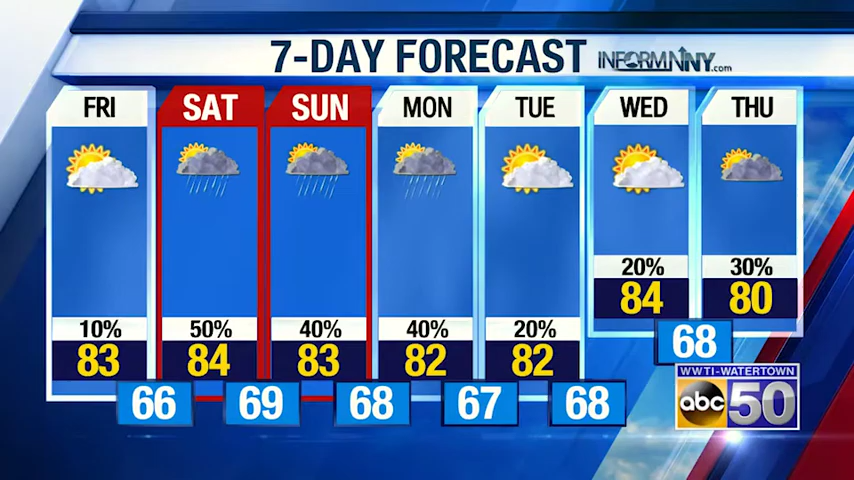 7-DAY FORECAST INFORMNNY.com
FRI SAT SUN MON TUE WED THU
20% 30%
84 80
10% 50% 40% 40% 20%
83 84 83 82 82
68
66 69 68 67 68
WWTI-WATERTOWN
abc 50